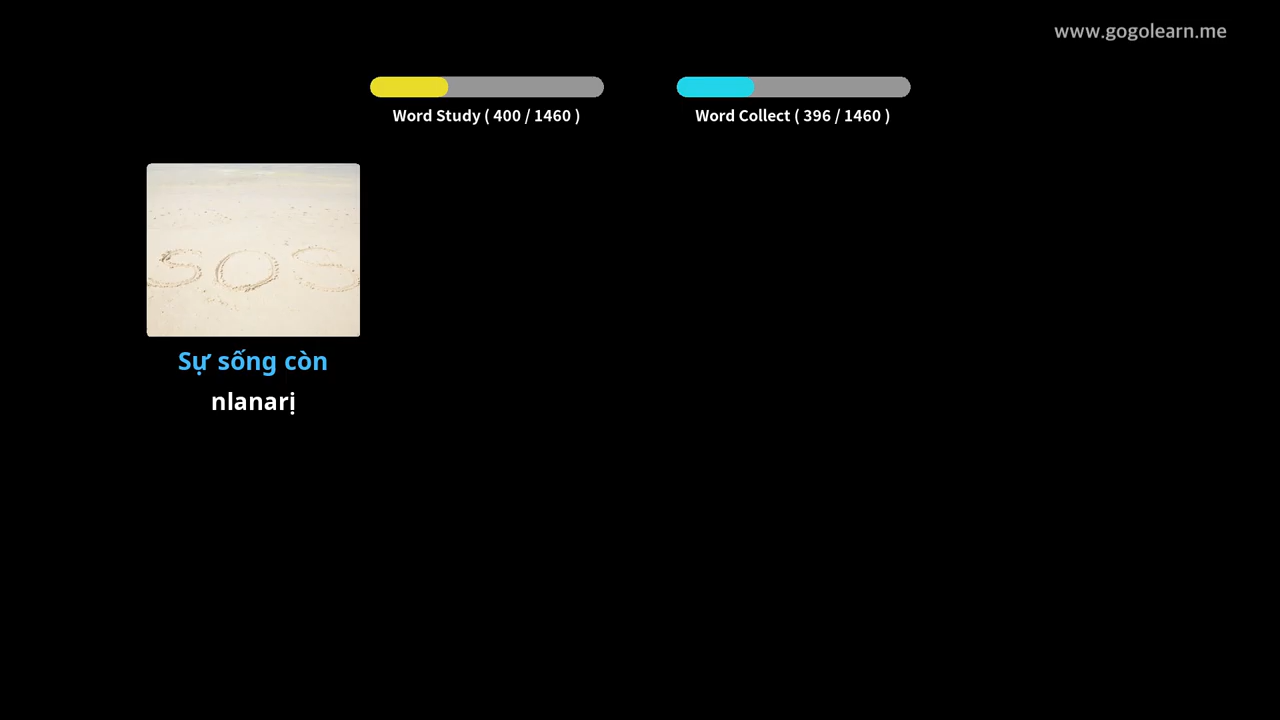 www.gogolearn.me
Word Study ( 400 / 1460 )
Word Collect ( 396 / 1460 )
SOS
Sự sống còn
nlanarị